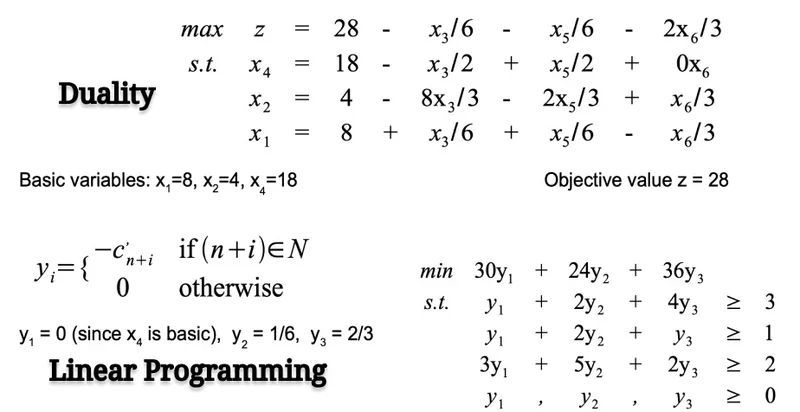 max z = 28 - x₃/6 - x₅/6 - 2x₆/3
s.t. x₄ = 18 - x₃/2 + x₅/2 + 0x₆
Duality
x₂ = 4 - 8x₃/3 - 2x₅/3 + x₆/3
x₁ = 8 + x₃/6 + x₅/6 - x₆/3
Basic variables: x₁=8, x₂=4, x₄=18
Objective value z = 28
yᵢ={ −c’ₙ₊ᵢ if (n+i)∈N
0 otherwise
y₁ = 0 (since x₄ is basic), y₂ = 1/6, y₃ = 2/3
Linear Programming
min 30y₁ + 24y₂ + 36y₃
s.t. y₁ + 2y₂ + 4y₃ ≥ 3
y₁ + 2y₂ + y₃ ≥ 1
3y₁ + 5y₂ + 2y₃ ≥ 2
y₁ , y₂ , y₃ ≥ 0